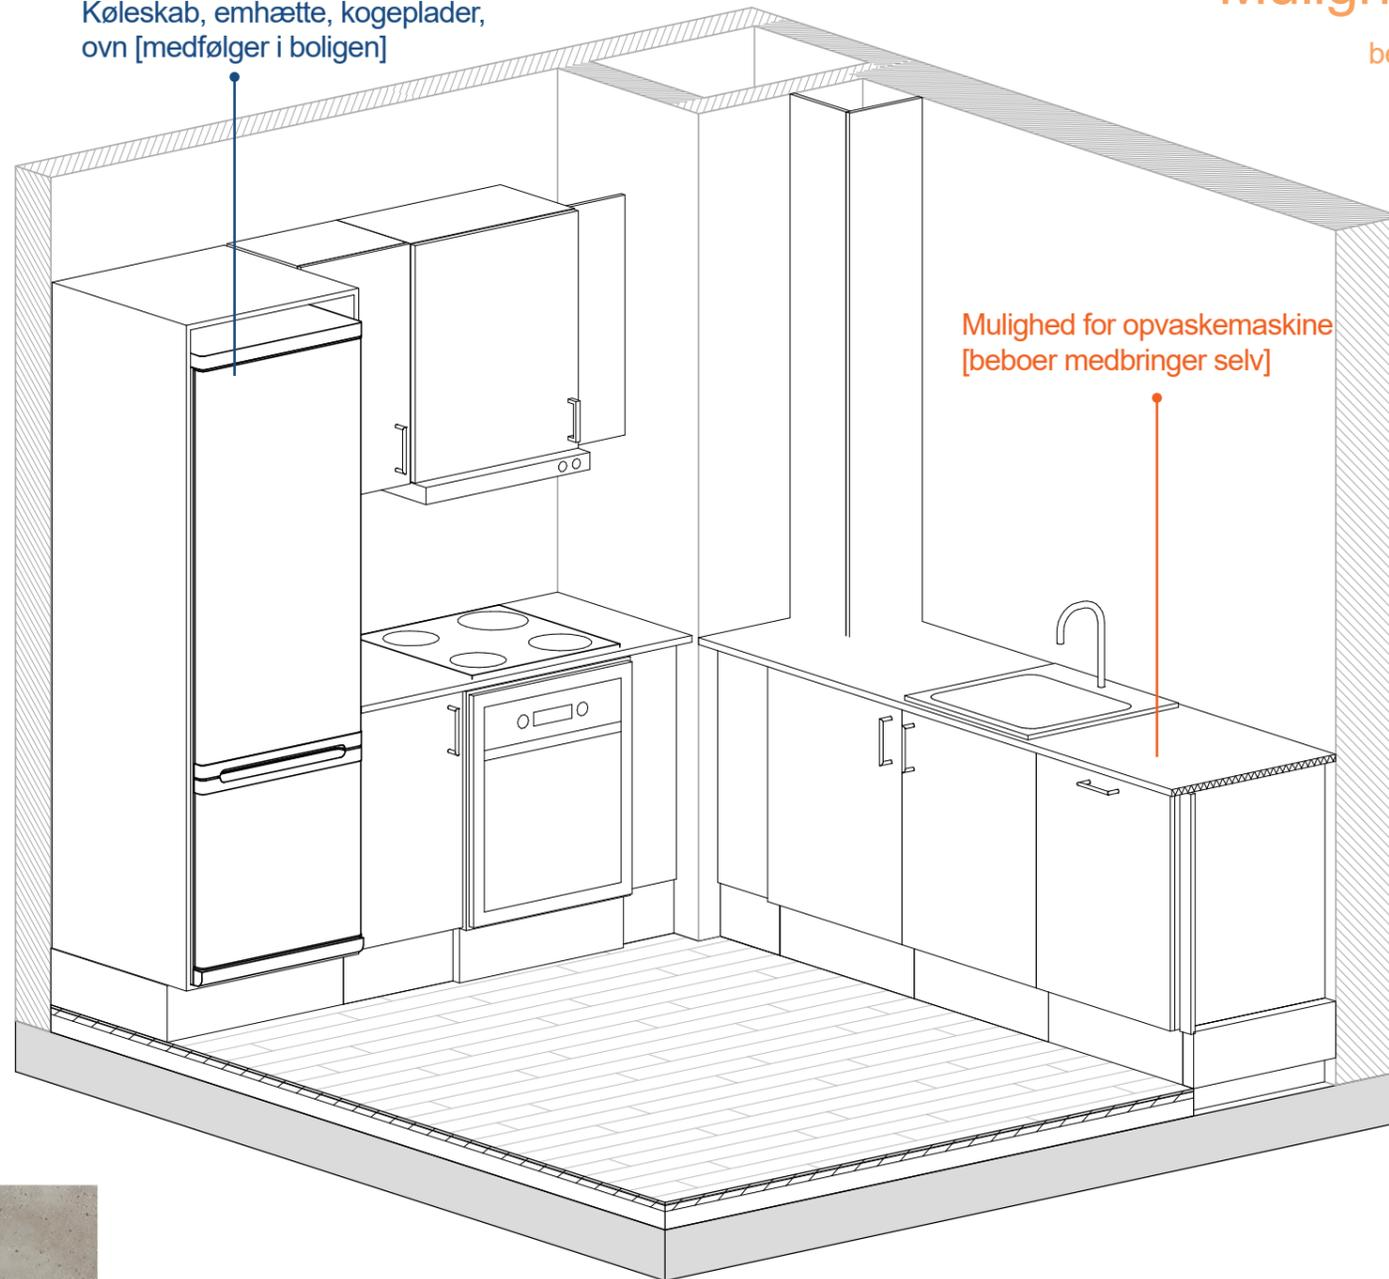 Køleskab, emhætte, kogeplader,
ovn [medfølger i boligen]
Mulighed for opvaskemaskine
[beboer medbringer selv]